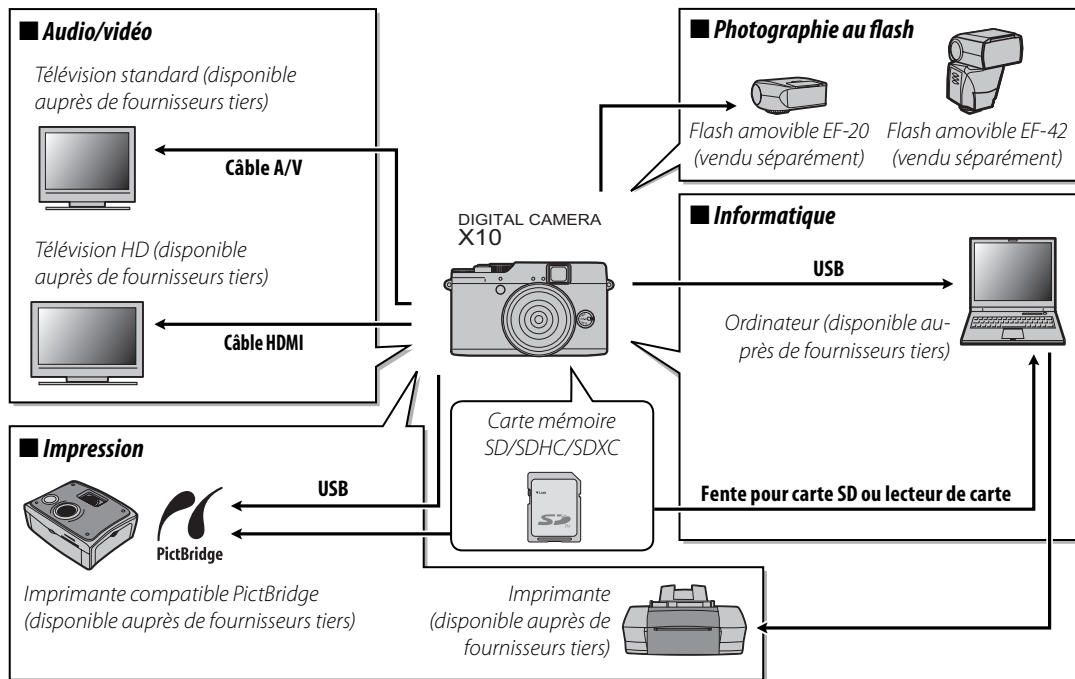 ■ Audio/vidéo
Télévision standard (disponible
auprès de fournisseurs tiers)
Câble A/V
Télévision HD (disponible
auprès de fournisseurs tiers)
Câble HDMI
DIGITAL CAMERA
X10
■ Photographie au flash
Flash amovible EF-20
(vendu séparément)
Flash amovible EF-42
(vendu séparément)
■ Informatique
USB
Ordinateur (disponible au-
près de fournisseurs tiers)
Carte mémoire
SD/SDHC/SDXC
Lock
SD
Fente pour carte SD ou lecteur de carte
■ Impression
USB
PictBridge
Imprimante compatible PictBridge
(disponible auprès de fournisseurs tiers)
Imprimante
(disponible auprès de
fournisseurs tiers)